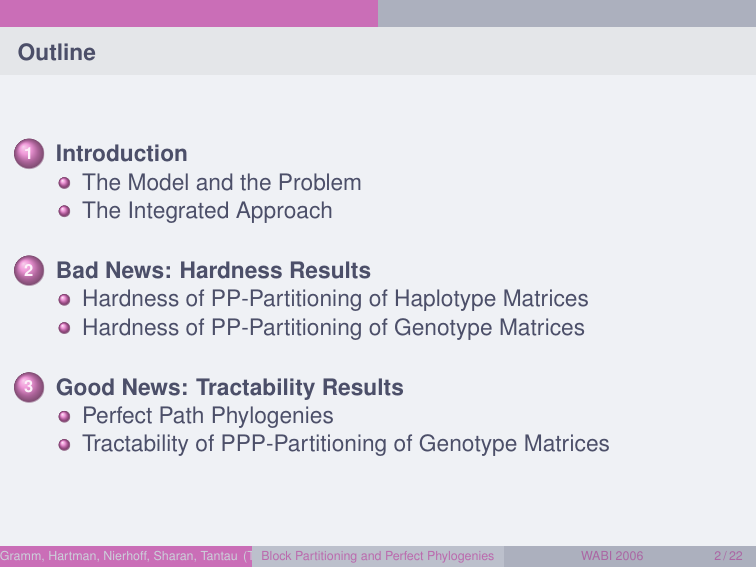 Outline
1 Introduction
The Model and the Problem
The Integrated Approach
2 Bad News: Hardness Results
Hardness of PP-Partitioning of Haplotype Matrices
Hardness of PP-Partitioning of Genotype Matrices
3 Good News: Tractability Results
Perfect Path Phylogenies
Tractability of PPP-Partitioning of Genotype Matrices
Gramm, Hartman, Nierhoff, Sharan, Tantau (T Block Partitioning and Perfect Phylogenies WABI 2006 2 / 22